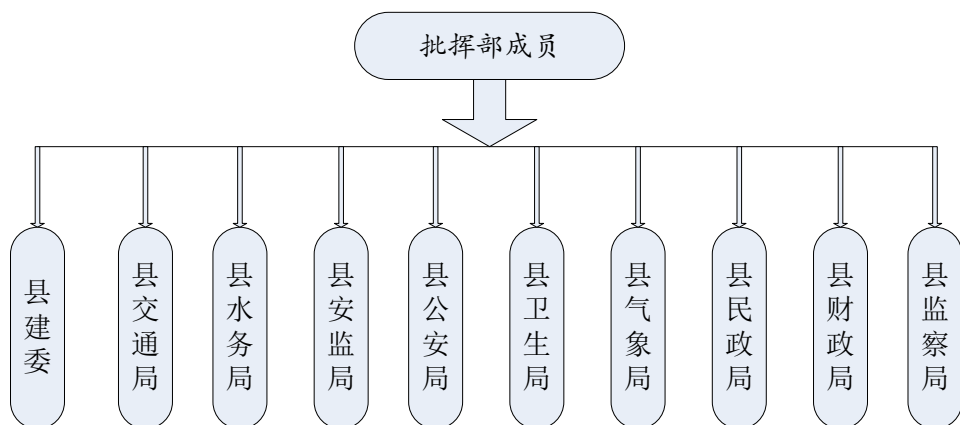 批挥部成员
县建委
县交通局
县水务局
县安监局
县公安局
县卫生局
县气象局
县民政局
县财政局
县监察局